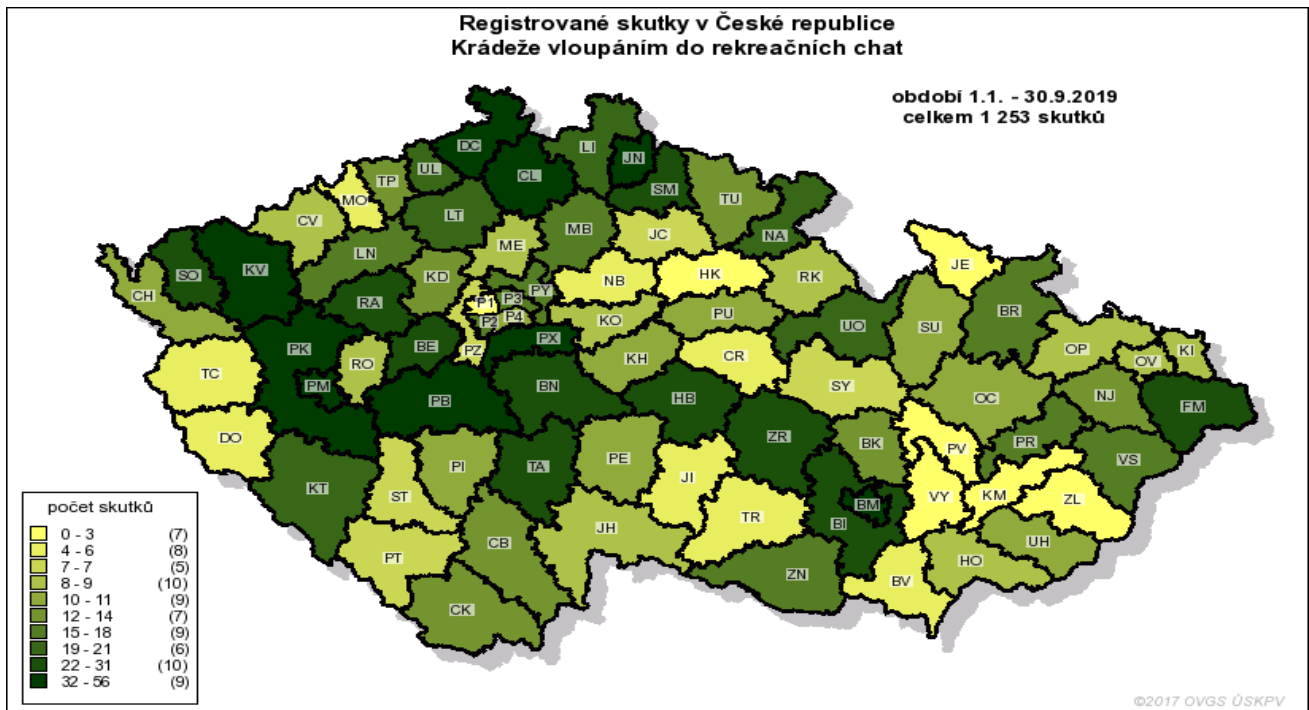 Registrované skutky v České republice
Krádeže vloupáním do rekreačních chat
období 1.1. - 30.9.2019
celkem 1 253 skutků
DC
LI
JN
UL
CL
TP
SM
MO
TU
CV
LT
MB
JC
NA
ME
LN
SO
KV
KD
NB
HK
RK
JE
CH
RA
P1
P3
PY
BR
P2
P4
KO
PU
UO
SU
PK
BE
PZ
PX
KH
CR
OP
OV
KI
TC
RO
PM
PB
BN
HB
SY
OC
NJ
FM
DO
ZR
BK
PV
PR
VS
KT
ST
PI
TA
PE
JI
BM
VY
KM
ZL
TR
BI
PT
CB
JH
UH
ZN
BV
HO
CK
počet skutků
0 - 3 (7)
4 - 6 (8)
7 - 7 (5)
8 - 9 (10)
10 - 11 (9)
12 - 14 (7)
15 - 18 (9)
19 - 21 (6)
22 - 31 (10)
32 - 56 (9)
©2017 OVGS ÚSKPV